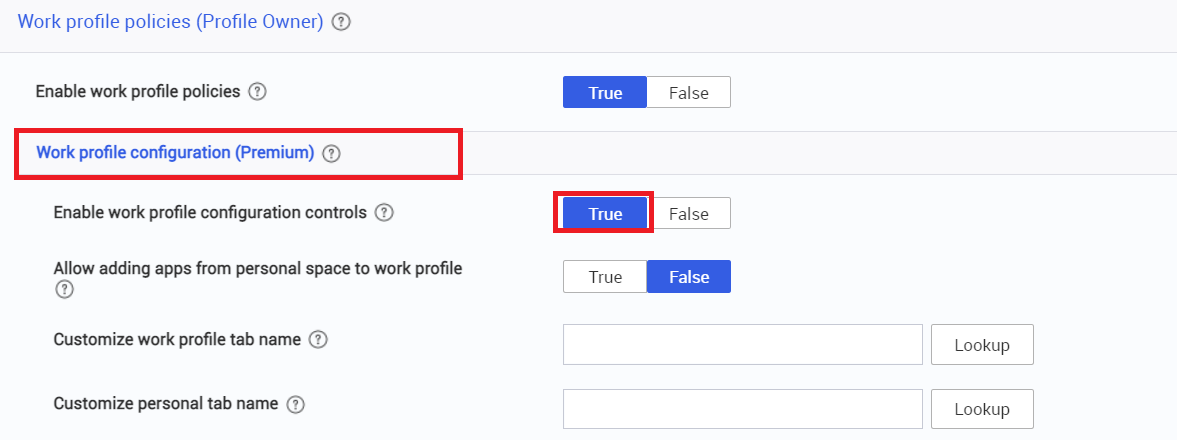 Work profile policies (Profile Owner) ?
Enable work profile policies ? True False
Work profile configuration (Premium) ?
Enable work profile configuration controls ? True False
Allow adding apps from personal space to work profile True False
?
Customize work profile tab name ? Lookup
Customize personal tab name ? Lookup